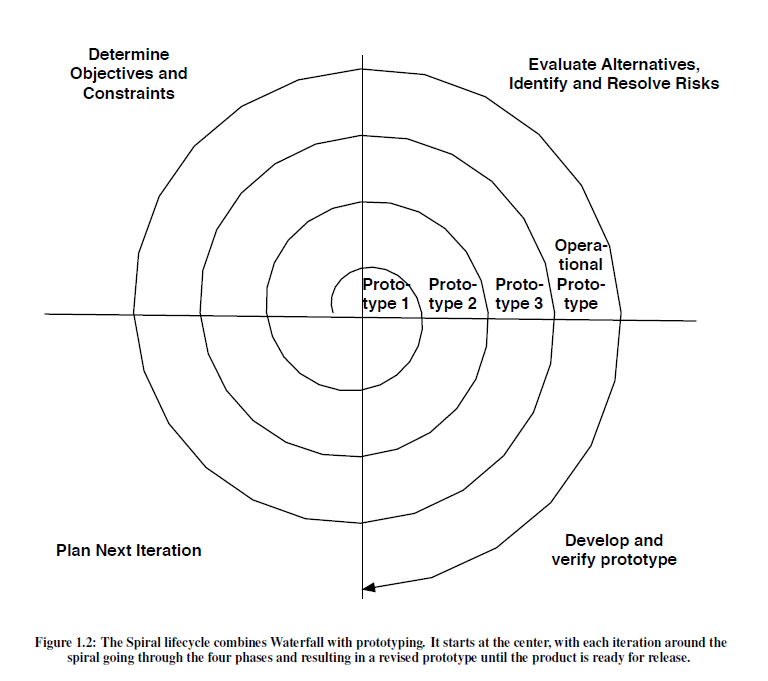 Determine
Objectives and
Constraints
Evaluate Alternatives,
Identify and Resolve Risks
Proto-
type 1
Proto-
type 2
Proto-
type 3
Opera-
tional
Proto-
type
Plan Next Iteration
Develop and
verify prototype
Figure 1.2: The Spiral lifecycle combines Waterfall with prototyping. It starts at the center, with each iteration around the
spiral going through the four phases and resulting in a revised prototype until the product is ready for release.